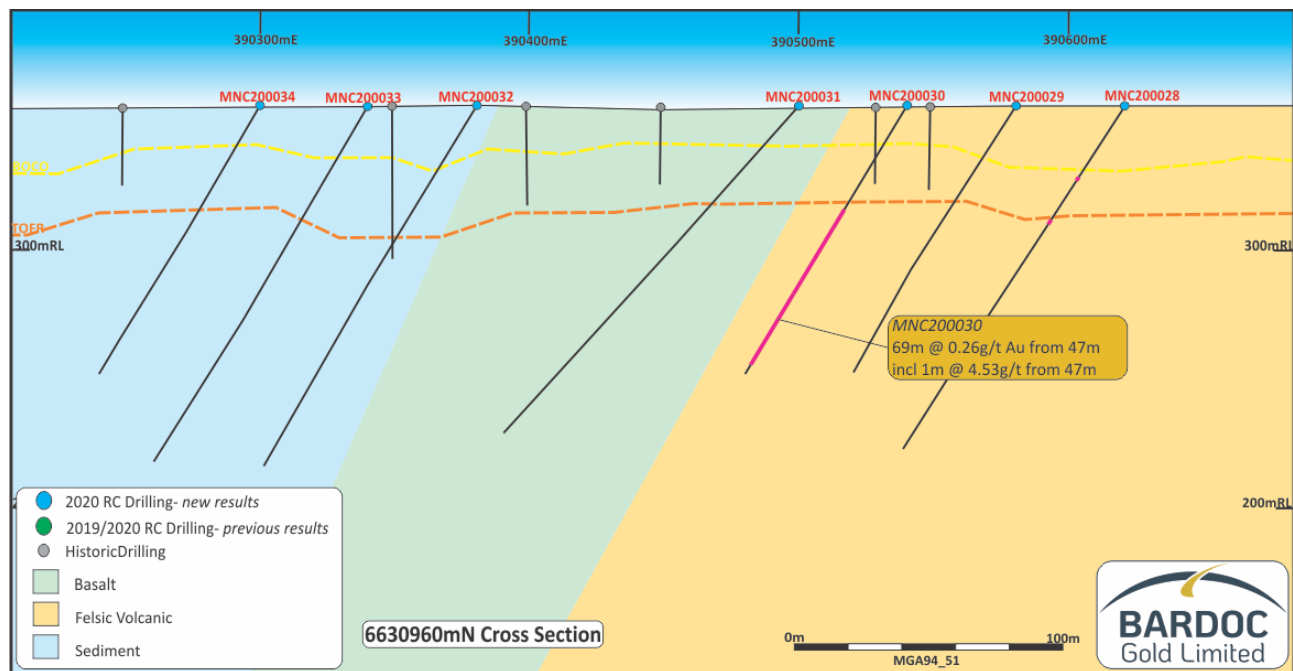 390300mE
390400mE
390500mE
390600mE
MNC200034
MNC200033
MNC200032
MNC200031
MNC200030
MNC200029
MNC200028
BOCO
TOFR
300mRL
300mRL
MNC200030
69m @ 0.26g/t Au from 47m
incl 1m @ 4.53g/t from 47m
200mRL
2020 RC Drilling- new results
2019/2020 RC Drilling- previous results
HistoricDrilling
Basalt
Felsic Volcanic
Sediment
6630960mN Cross Section
0m
100m
MGA94_51
BARDOC
Gold Limited